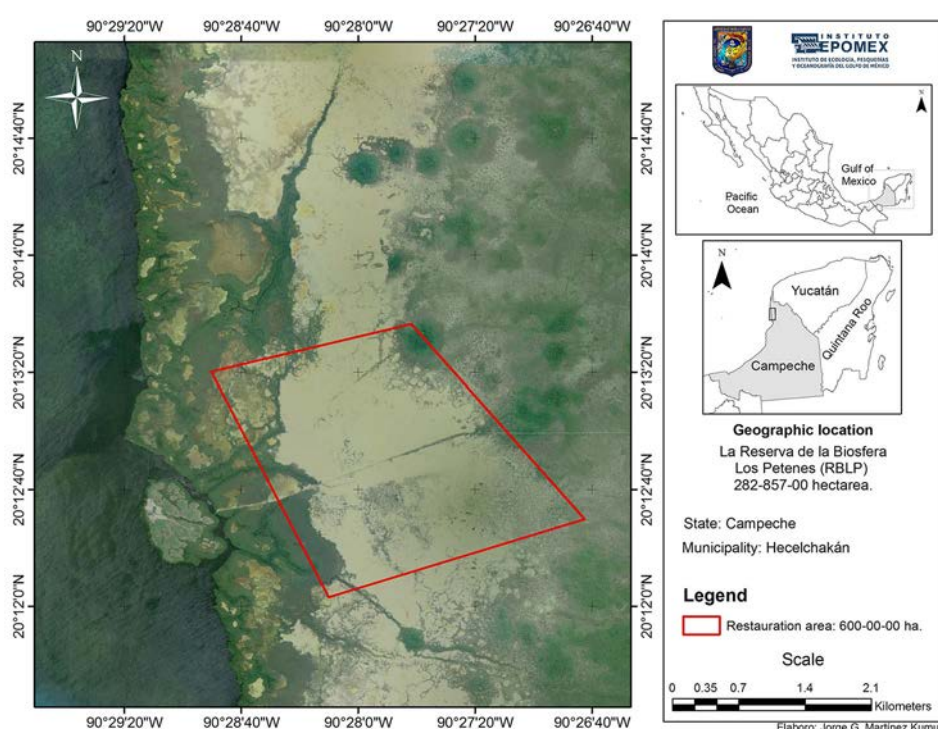 90°29'20"W 90°28'40"W 90°28'0"W 90°27'20"W 90°26'40"W
N
20°14'40"N 20°14'40"N
20°14'0"N 20°14'0"N
20°13'20"N 20°13'20"N
20°12'40"N 20°12'40"N
20°12'0"N 20°12'0"N
90°29'20"W 90°28'40"W 90°28'0"W 90°27'20"W 90°26'40"W
INSTITUTO
EPOMEX
INSTITUTO DE ECOLOGÍA, PESQUERÍAS
Y OCEANOGRAFÍA DEL GOLFO DE MÉXICO
N
Gulf of
Mexico
Pacific
Ocean
N
Yucatán
Quintana Roo
Campeche
Geographic location
La Reserva de la Biosfera
Los Petenes (RBLP)
282-857-00 hectarea.
State: Campeche
Municipality: Hecelchakán
Legend
Restauration area: 600-00-00 ha.
Scale
0 0.35 0.7 1.4 2.1
Kilometers
Elaboro: Jorge G. Martínez Kumul